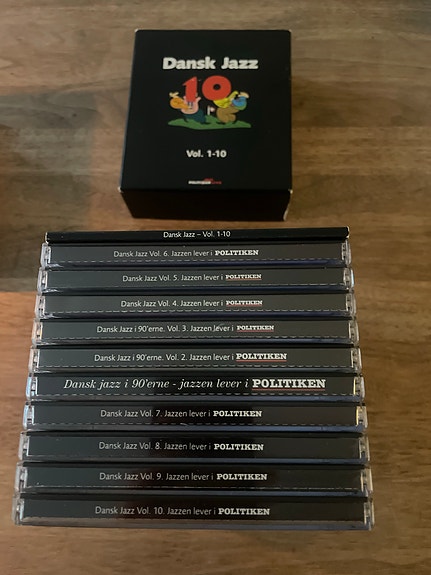 Dansk Jazz
10
Vol. 1-10
Dansk Jazz – Vol. 1-10
Dansk Jazz Vol. 6. Jazzen lever i POLITIKEN
Dansk Jazz Vol. 5. Jazzen lever i POLITIKEN
Dansk Jazz Vol. 4. Jazzen lever i POLITIKEN
Dansk Jazz i 90'erne. Vol. 3. Jazzen lever i POLITIKEN
Dansk Jazz i 90'erne. Vol. 2. Jazzen lever i POLITIKEN
Dansk jazz i 90'erne - jazzen lever i POLITIKEN
Dansk Jazz Vol. 7. Jazzen lever i POLITIKEN
Dansk Jazz Vol. 8. Jazzen lever i POLITIKEN
Dansk Jazz Vol. 9. Jazzen lever i POLITIKEN
Dansk Jazz Vol. 10. Jazzen lever i POLITIKEN